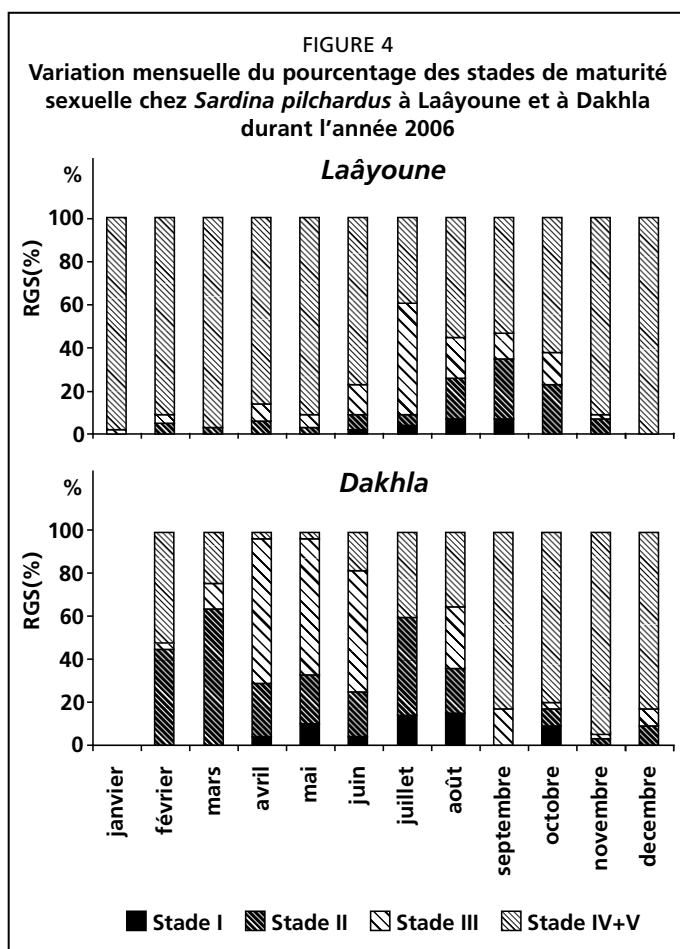 FIGURE 4
Variation mensuelle du pourcentage des stades de maturité
sexuelle chez Sardina pilchardus à Laâyoune et à Dakhla
durant l'année 2006
% Laâyoune
100
80
60
40
20
0
RGS(%)
% Dakhla
100
80
60
40
20
0
RGS(%)
janvier
février
mars
avril
mai
juin
juillet
août
septembre
octobre
novembre
decembre
Stade I Stade II Stade III Stade IV+V